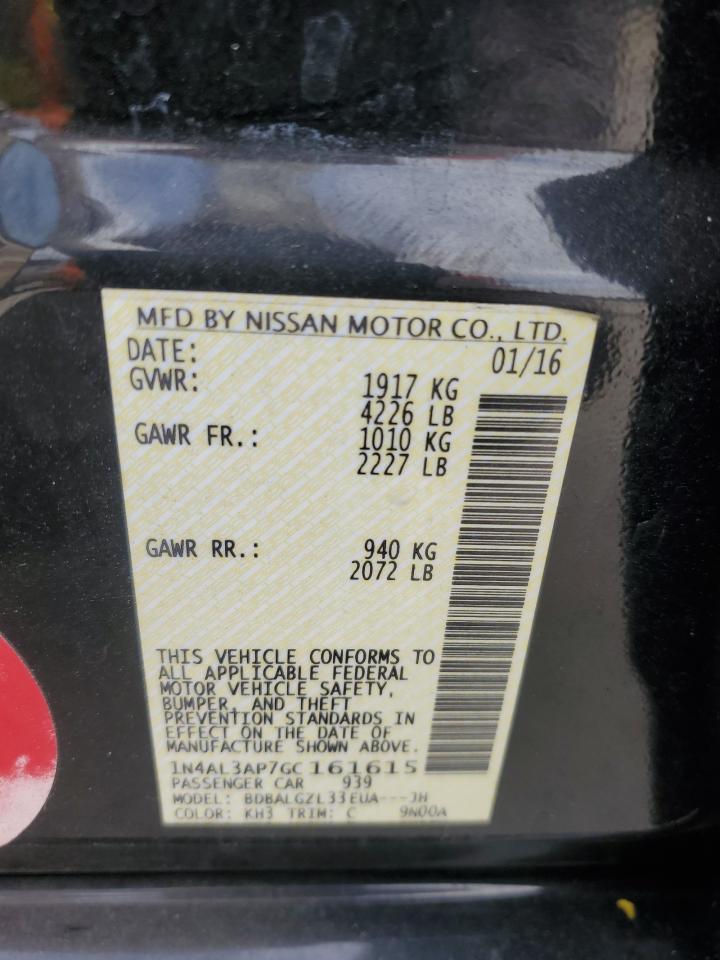 MFD BY NISSAN MOTOR CO., LTD.
DATE: 01/16
GVWR: 1917 KG
4226 LB
GAWR FR.: 1010 KG
2227 LB
GAWR RR.: 940 KG
2072 LB
THIS VEHICLE CONFORMS TO
ALL APPLICABLE FEDERAL
MOTOR VEHICLE SAFETY,
BUMPER, AND THEFT
PREVENTION STANDARDS IN
EFFECT ON THE DATE OF
MANUFACTURE SHOWN ABOVE.
1N4AL3AP7GC161615
PASSENGER CAR 939
MODEL: BDBALGZL33EUA---JH
COLOR: KH3 TRIM: C 9N00A